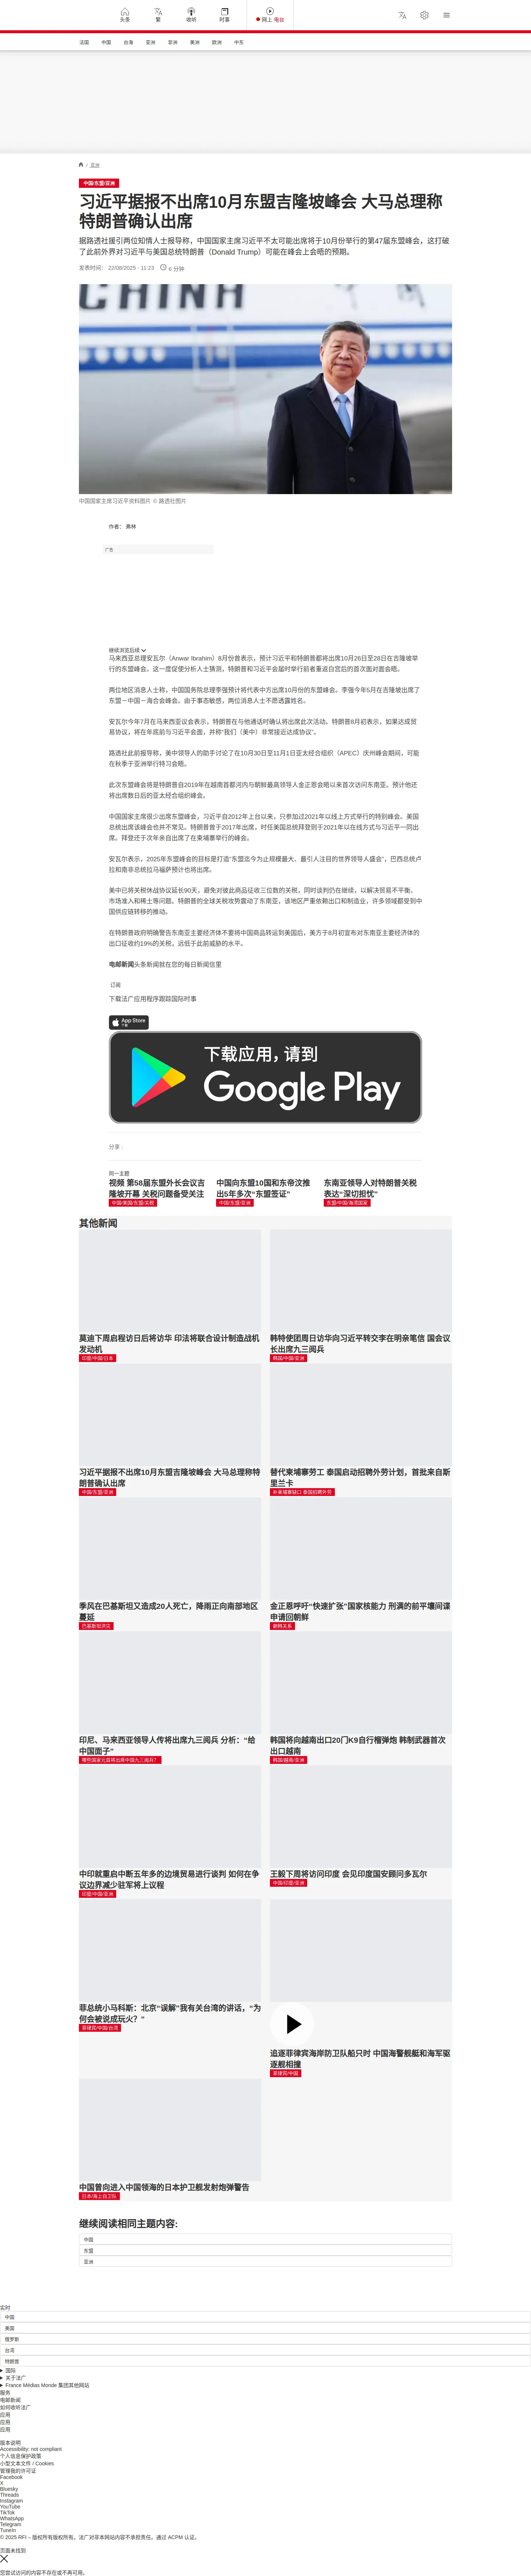 头条
繁
收听
时事
网上 电台
法国
中国
台海
亚洲
非洲
美洲
欧洲
中东
/ 亚洲
中国/东盟/亚洲
习近平据报不出席10月东盟吉隆坡峰会 大马总理称
特朗普确认出席
据路透社援引两位知情人士报导称，中国国家主席习近平不太可能出席将于10月份举行的第47届东盟峰会，这打破
了此前外界对习近平与美国总统特朗普（Donald Trump）可能在峰会上会晤的预期。
发表时间： 22/08/2025 - 11:23
6 分钟
CHINA
中国国家主席习近平资料图片 © 路透社图片
作者： 弗林
广告
继续浏览后续
马来西亚总理安瓦尔（Anwar Ibrahim）8月份曾表示，预计习近平和特朗普都将出席10月26日至28日在吉隆坡举
行的东盟峰会。这一度促使分析人士猜测，特朗普和习近平会届时举行前者重返白宫后的首次面对面会晤。
两位地区消息人士称，中国国务院总理李强预计将代表中方出席10月份的东盟峰会。李强今年5月在吉隆坡出席了
东盟－中国－海合会峰会。由于事态敏感，两位消息人士不愿透露姓名。
安瓦尔今年7月在马来西亚议会表示，特朗普在与他通话时确认将出席此次活动。特朗普8月初表示，如果达成贸
易协议，将在年底前与习近平会面，并称“我们（美中）非常接近达成协议”。
路透社此前报导称，美中领导人的助手讨论了在10月30日至11月1日亚太经合组织（APEC）庆州峰会期间，可能
在秋季于亚洲举行特习会晤。
此次东盟峰会将是特朗普自2019年在越南首都河内与朝鲜最高领导人金正恩会晤以来首次访问东南亚。预计他还
将出席数日后的亚太经合组织峰会。
中国国家主席很少出席东盟峰会，习近平自2012年上台以来，只参加过2021年以线上方式举行的特别峰会。美国
总统出席该峰会也并不常见。特朗普曾于2017年出席，时任美国总统拜登则于2021年以在线方式与习近平一同出
席。拜登还于次年亲自出席了在柬埔寨举行的峰会。
安瓦尔表示，2025年东盟峰会的目标是打造“东盟迄今为止规模最大、最引人注目的世界领导人盛会”，巴西总统卢
拉和南非总统拉马福萨预计也将出席。
美中已将关税休战协议延长90天，避免对彼此商品征收三位数的关税，同时谈判仍在继续，以解决贸易不平衡、
市场准入和稀土等问题。特朗普的全球关税攻势震动了东南亚，该地区严重依赖出口和制造业，许多领域都受到中
国供应链转移的推动。
在特朗普政府明确警告东南亚主要经济体不要将中国商品转运到美国后，美方于8月初宣布对东南亚主要经济体的
出口征收约19%的关税，远低于此前威胁的水平。
电邮新闻头条新闻就在您的每日新闻信里
订阅
下载法广应用程序跟踪国际时事
App Store
下载应用，请到
Google Play
分享 :
同一主题
视频 第58届东盟外长会议吉
隆坡开幕 关税问题备受关注
中国/美国/东盟/关税
中国向东盟10国和东帝汶推
出5年多次“东盟签证”
中国/东盟/亚洲
东南亚领导人对特朗普关税
表达“深切担忧”
东盟/中国/海湾国家
其他新闻
莫迪下周启程访日后将访华 印法将联合设计制造战机
发动机
印度/中国/日本
韩特使团周日访华向习近平转交李在明亲笔信 国会议
长出席九三阅兵
韩国/中国/亚洲
习近平据报不出席10月东盟吉隆坡峰会 大马总理称特
朗普确认出席
中国/东盟/亚洲
替代柬埔寨劳工 泰国启动招聘外劳计划，首批来自斯
里兰卡
补柬埔寨缺口 泰国招聘外劳
季风在巴基斯坦又造成20人死亡，降雨正向南部地区
蔓延
巴基斯坦洪灾
金正恩呼吁“快速扩张”国家核能力 刑满的前平壤间谍
申请回朝鲜
朝韩关系
印尼、马来西亚领导人传将出席九三阅兵 分析：“给
中国面子”
哪些国家元首将出席中国九三阅兵？
韩国将向越南出口20门K9自行榴弹炮 韩制武器首次
出口越南
韩国/越南/亚洲
中印就重启中断五年多的边境贸易进行谈判 如何在争
议边界减少驻军将上议程
印度/中国/亚洲
王毅下周将访问印度 会见印度国安顾问多瓦尔
中国/印度/亚洲
菲总统小马科斯：北京“误解”我有关台湾的讲话，“为
何会被说成玩火？”
菲律宾/中国/台湾
追逐菲律宾海岸防卫队船只时 中国海警舰艇和海军驱
逐舰相撞
菲律宾/中国
中国曾向进入中国领海的日本护卫舰发射炮弹警告
日本/海上自卫队
继续阅读相同主题内容:
中国
东盟
亚洲
实时
中国
美国
俄罗斯
台湾
特朗普
国际
关于法广
France Médias Monde 集团其他网站
服务
电邮新闻
如何收听法广
应用
应用
应用
版本说明
Accessibility: not compliant
个人信息保护政策
小型文本文件 / Cookies
管理我的许可证
Facebook
X
Bluesky
Threads
Instagram
YouTube
TikTok
WhatsApp
Telegram
TuneIn
© 2025 RFI – 版权所有版权所有。法广对非本网站内容不承担责任。通过 ACPM 认证。
页面未找到
您尝试访问的内容不存在或不再可用。